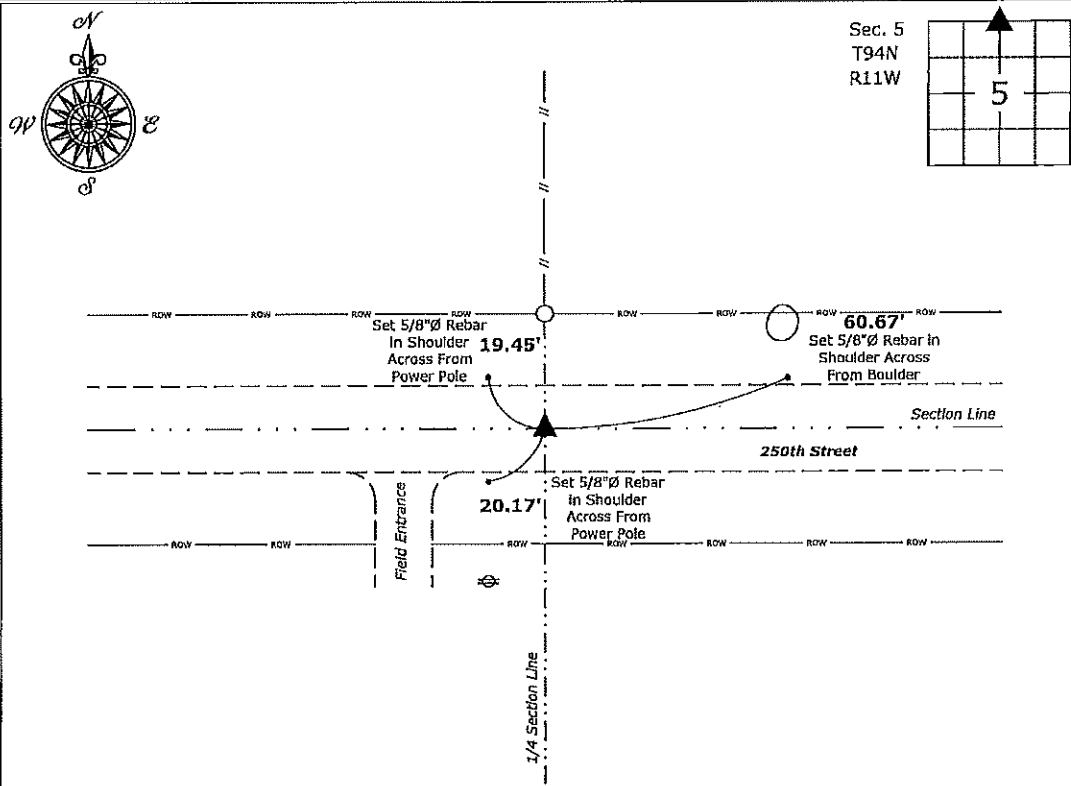 N
W
E
S
Sec. 5
T94N
R11W
5
ROW ROW ROW ROW ROW ROW ROW ROW
Set 5/8"Ø Rebar
In Shoulder
Across From
Power Pole
19.45'
60.67'
Set 5/8"Ø Rebar in
Shoulder Across
From Boulder
Section Line
250th Street
20.17'
Set 5/8"Ø Rebar
in Shoulder
Across From
Power Pole
ROW ROW ROW ROW ROW ROW
Field Entrance
1/4 Section Line